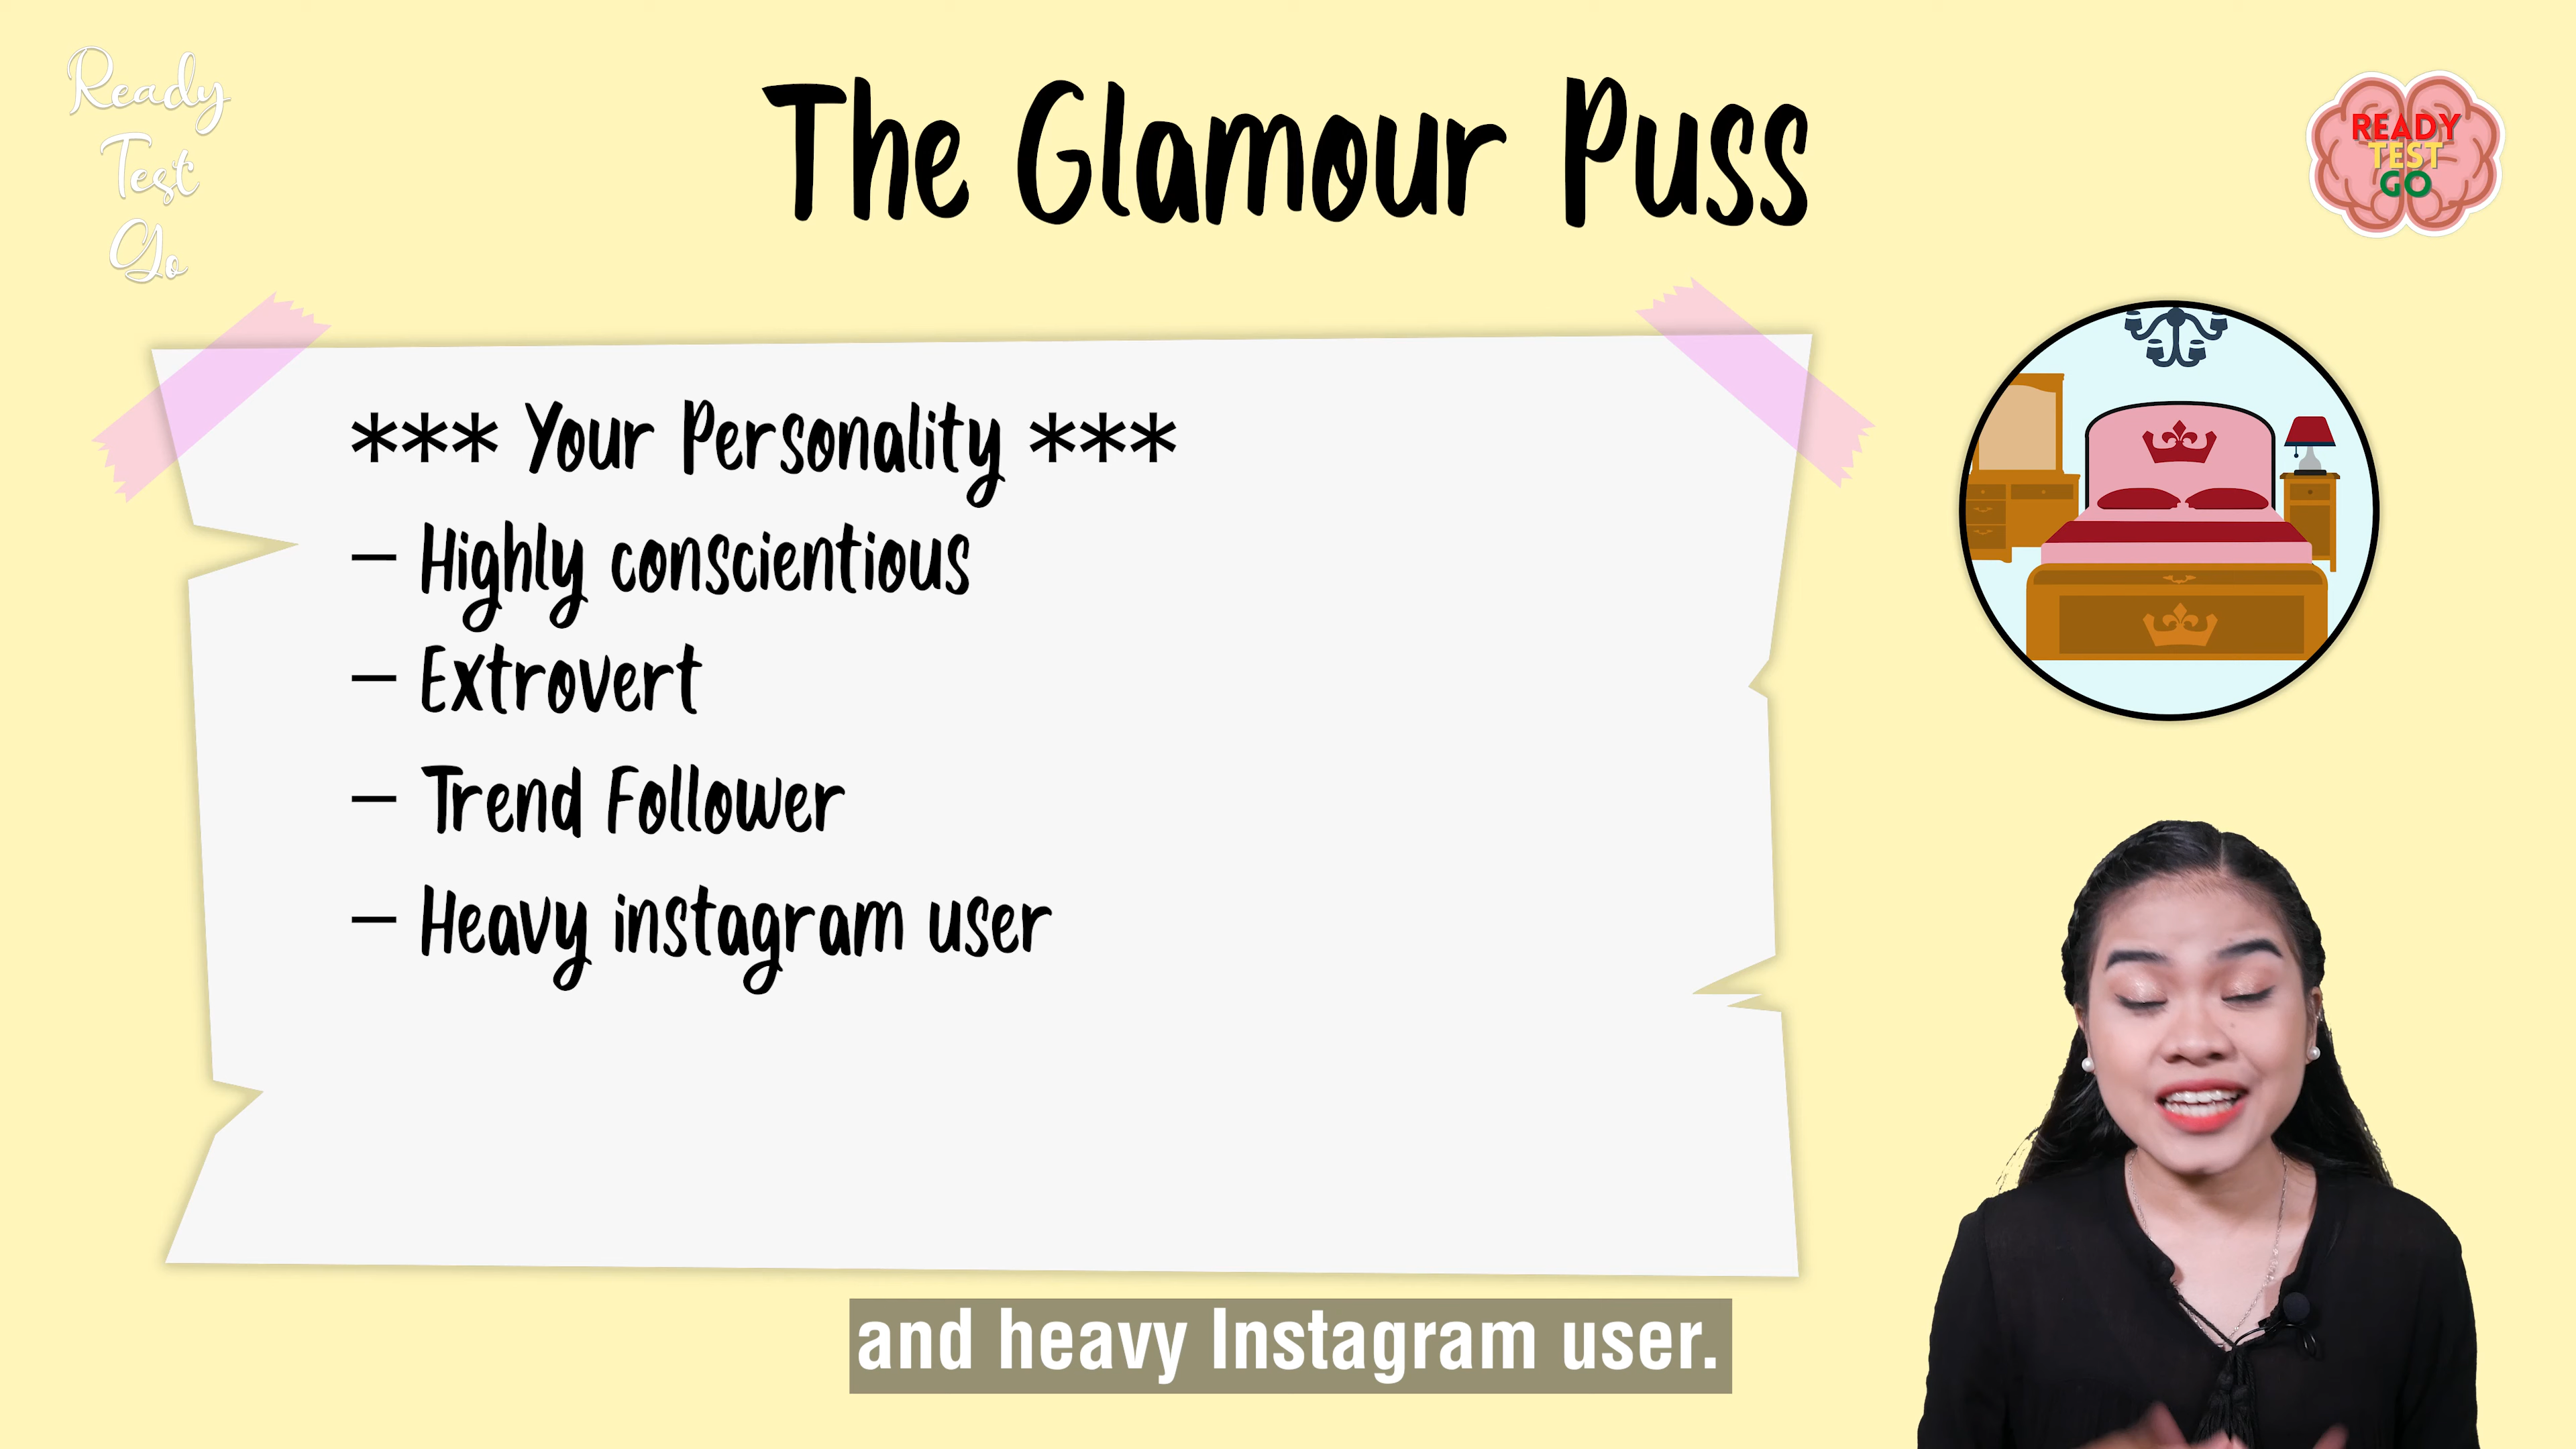 Ready
Test
Go
The Glamour Puss
READY
TEST
GO
*** Your Personality ***
- Highly conscientious
- Extrovert
- Trend Follower
- Heavy instagram user
and heavy Instagram user.